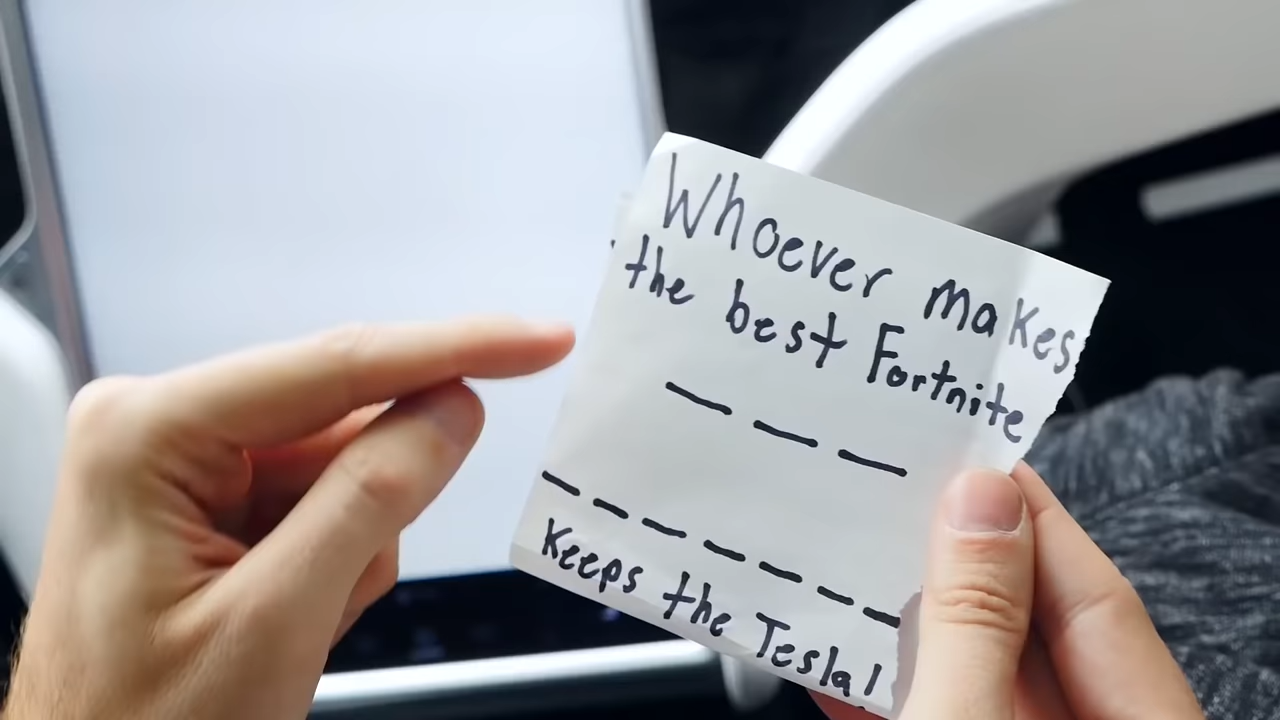 Whoever makes
the best Fortnite
_ _ _
_ _ _ _ _ _ _
Keeps the Tesla!